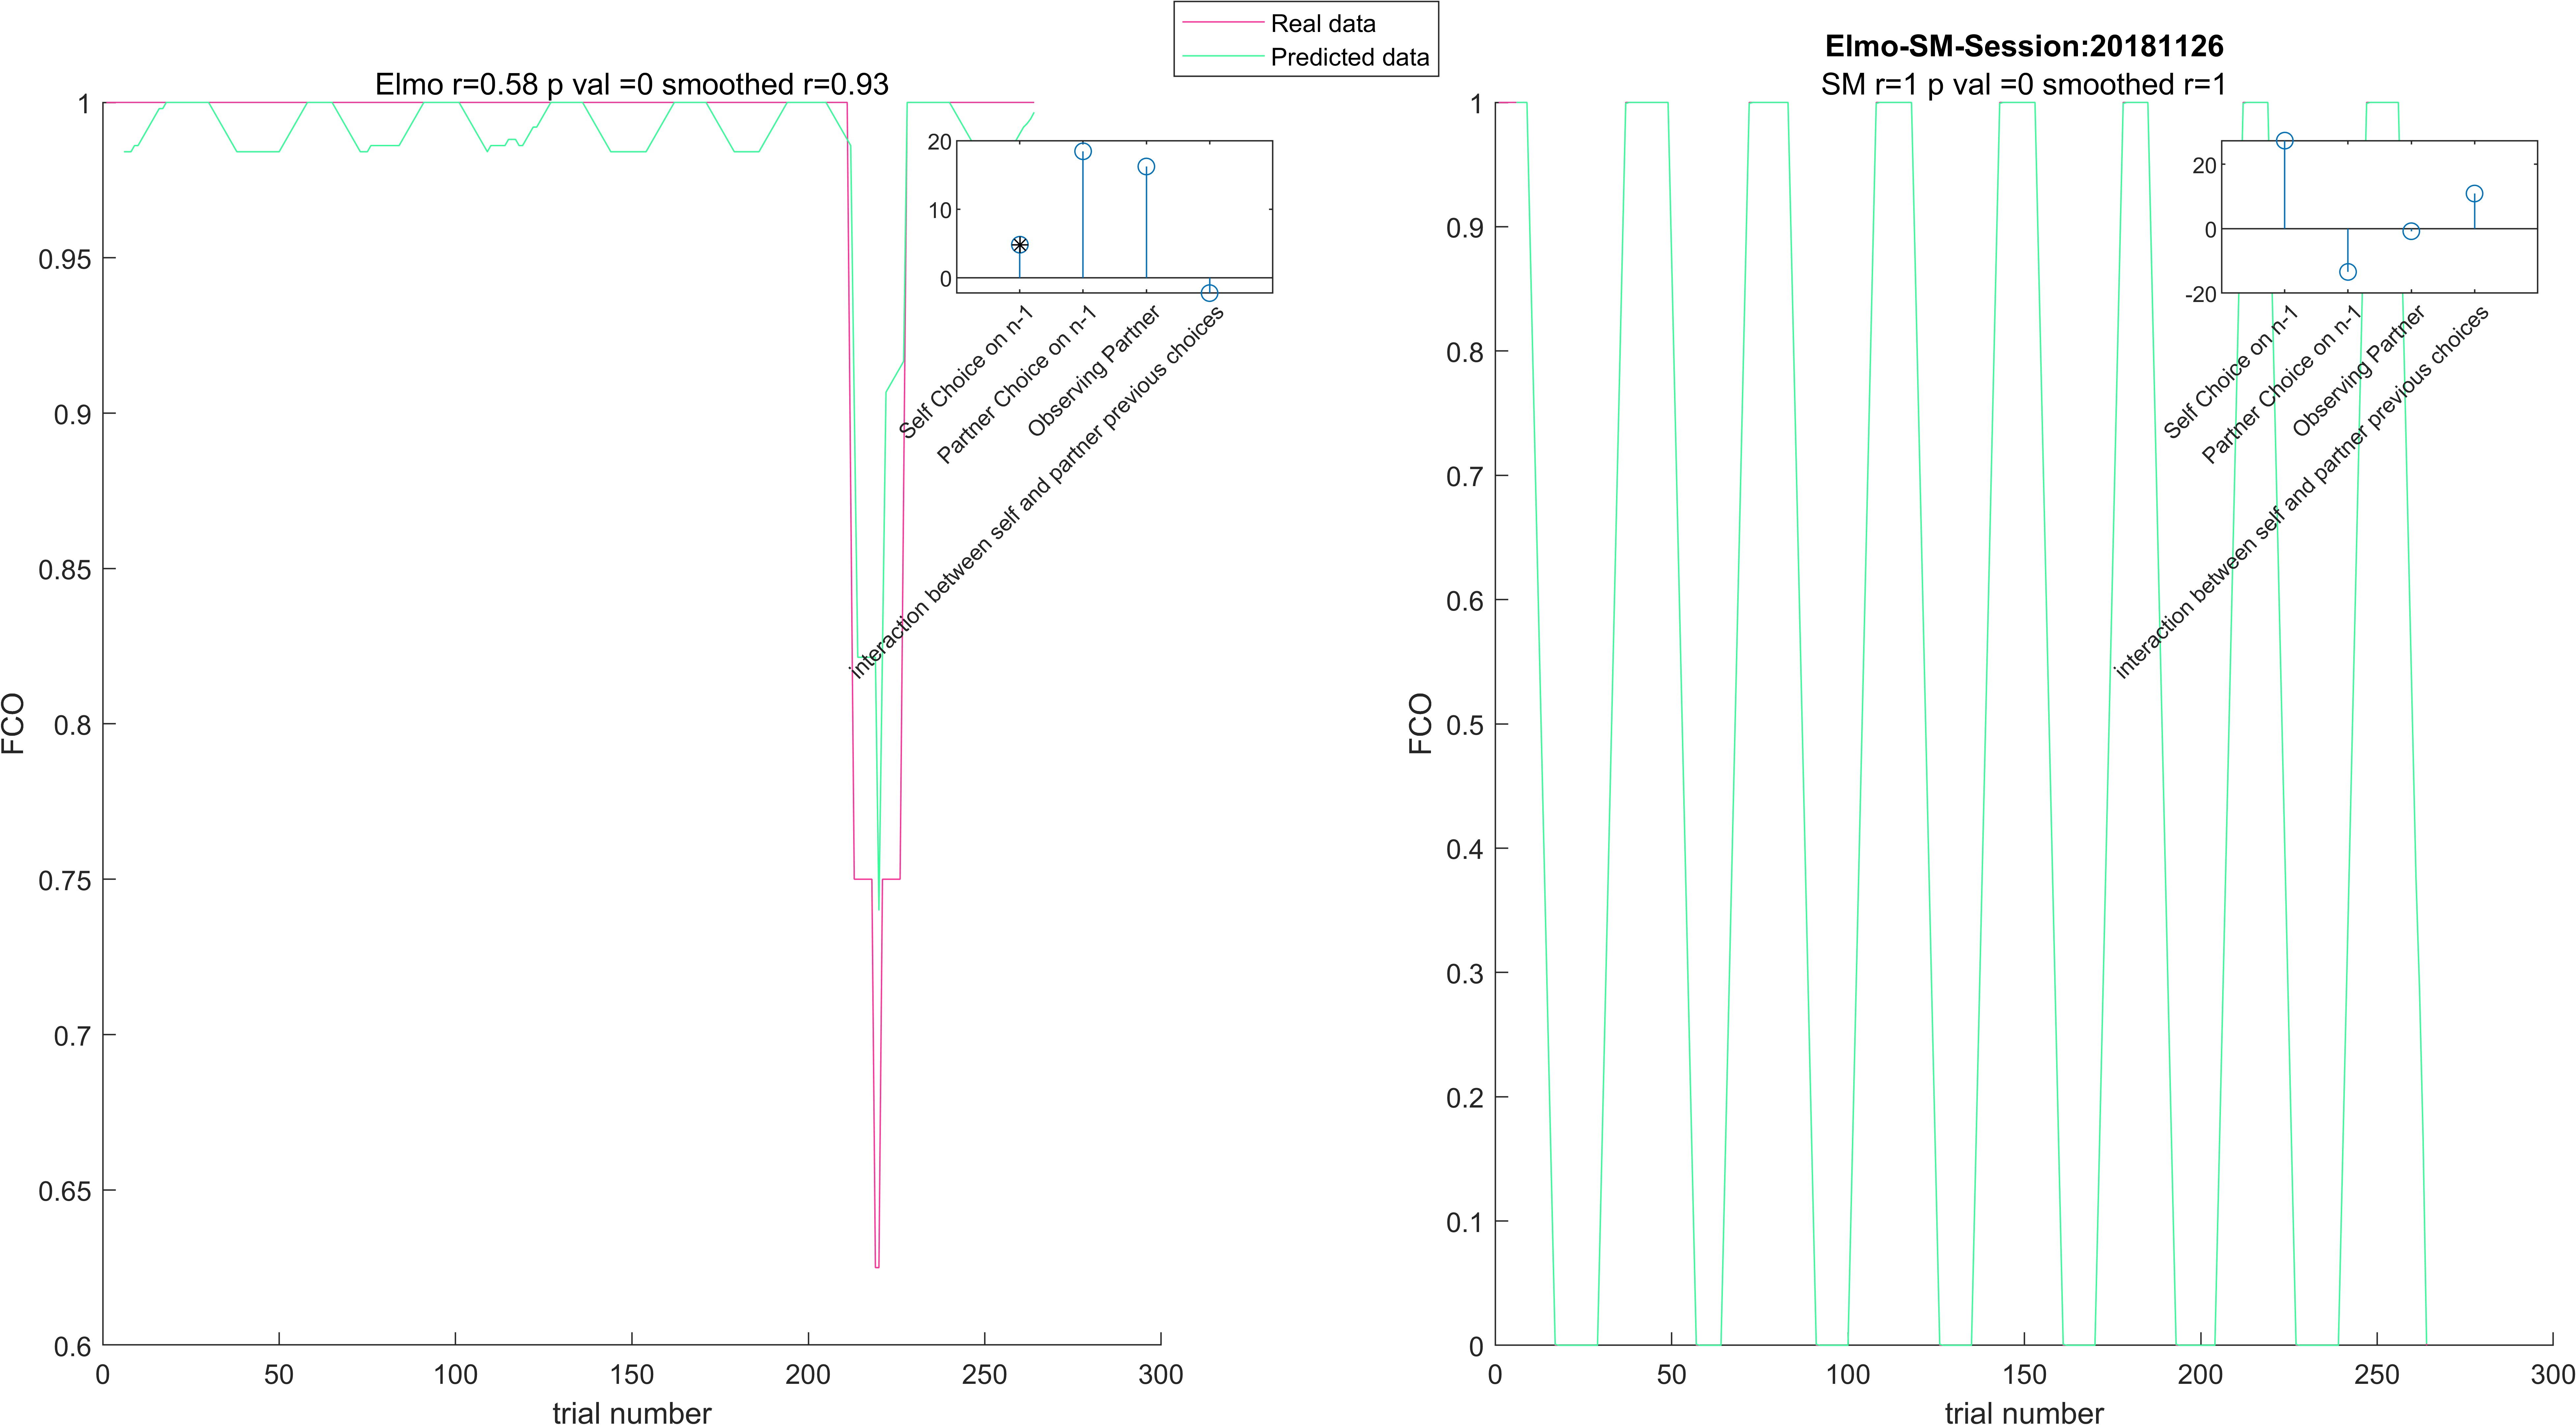 Real data
Predicted data
Elmo r=0.58 p val =0 smoothed r=0.93
1
0.95
0.9
0.85
0.8
0.75
0.7
0.65
0.6
FCO
0
50
100
150
200
250
300
trial number
20
10
0
Self Choice on n-1
Partner Choice on n-1
Observing Partner
interaction between self and partner previous choices
Elmo-SM-Session:20181126
SM r=1 p val =0 smoothed r=1
1
0.9
0.8
0.7
0.6
0.5
0.4
0.3
0.2
0.1
0
FCO
0
50
100
150
200
250
300
trial number
20
0
-20
Self Choice on n-1
Partner Choice on n-1
Observing Partner
interaction between self and partner previous choices